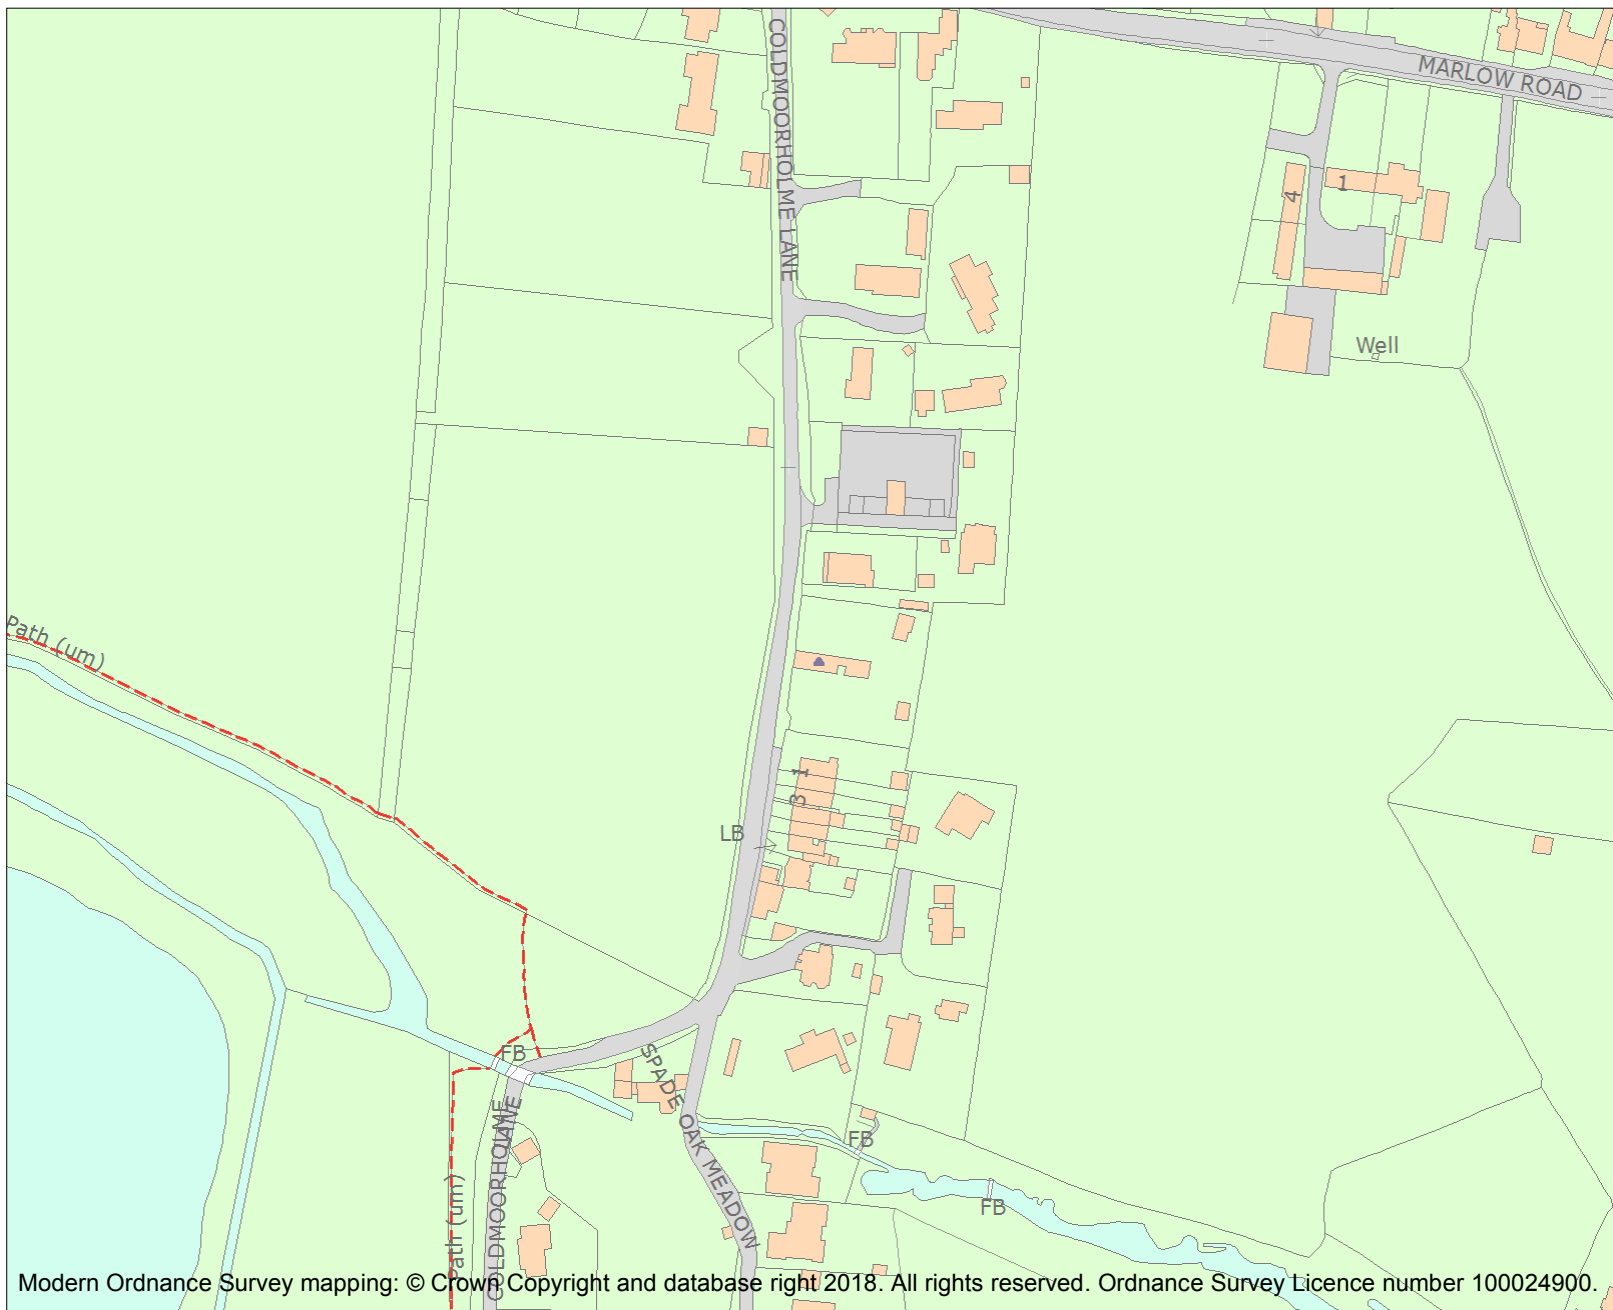 COLDMOORHOLME LANE
MARLOW ROAD
4
1
Well
Path (um)
1
3
LB
FB
SPADE OAK MEADOW
COLDMOORHOLME
LANE
FB
Path (um)
FB
Modern Ordnance Survey mapping: © Crown Copyright and database right 2018. All rights reserved. Ordnance Survey Licence number 100024900.